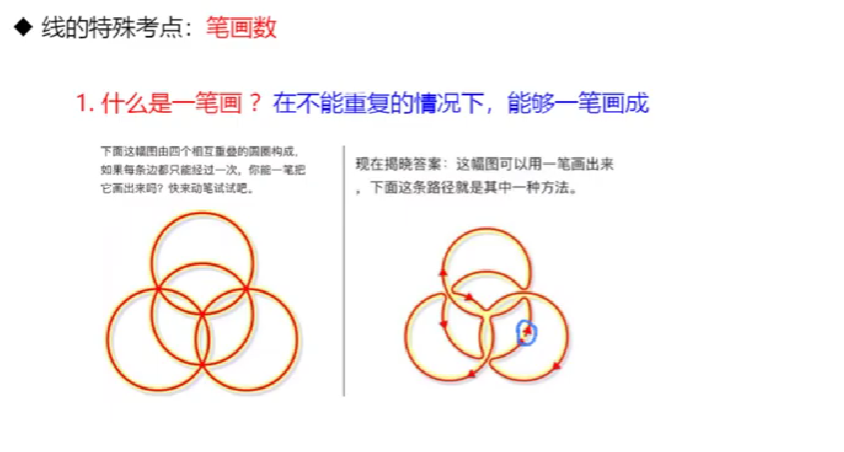 ◆ 线的特殊考点：笔画数
1. 什么是一笔画？在不能重复的情况下，能够一笔画成
下面这幅图由四个相互重叠的圆圈构成，
如果每条边都只能经过一次，你能一笔把
它画出来吗？快来动笔试试吧。
现在揭晓答案：这幅图可以用一笔画出来
，下面这条路径就是其中一种方法。